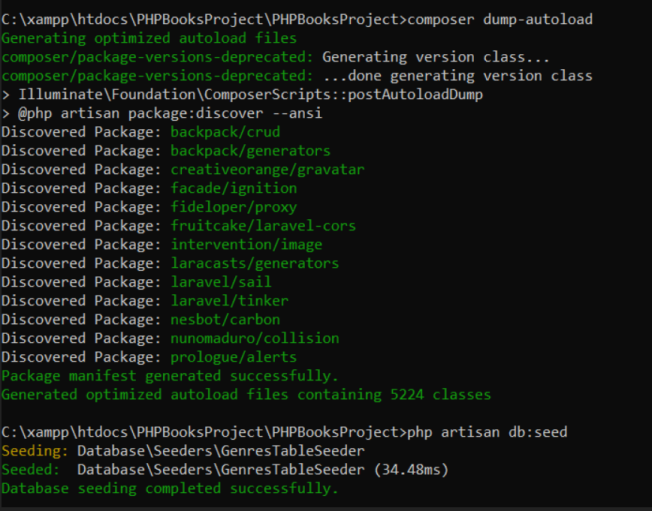 C:\xampp\htdocs\PHPBooksProject\PHPBooksProject>composer dump-autoload
Generating optimized autoload files
composer/package-versions-deprecated: Generating version class...
composer/package-versions-deprecated: ...done generating version class
> Illuminate\Foundation\ComposerScripts::postAutoloadDump
> @php artisan package:discover --ansi
Discovered Package: backpack/crud
Discovered Package: backpack/generators
Discovered Package: creativeorange/gravatar
Discovered Package: facade/ignition
Discovered Package: fideloper/proxy
Discovered Package: fruitcake/laravel-cors
Discovered Package: intervention/image
Discovered Package: laracasts/generators
Discovered Package: laravel/sail
Discovered Package: laravel/tinker
Discovered Package: nesbot/carbon
Discovered Package: nunomaduro/collision
Discovered Package: prologue/alerts
Package manifest generated successfully.
Generated optimized autoload files containing 5224 classes
C:\xampp\htdocs\PHPBooksProject\PHPBooksProject>php artisan db:seed
Seeding: Database\Seeders\GenresTableSeeder
Seeded:  Database\Seeders\GenresTableSeeder (34.48ms)
Database seeding completed successfully.